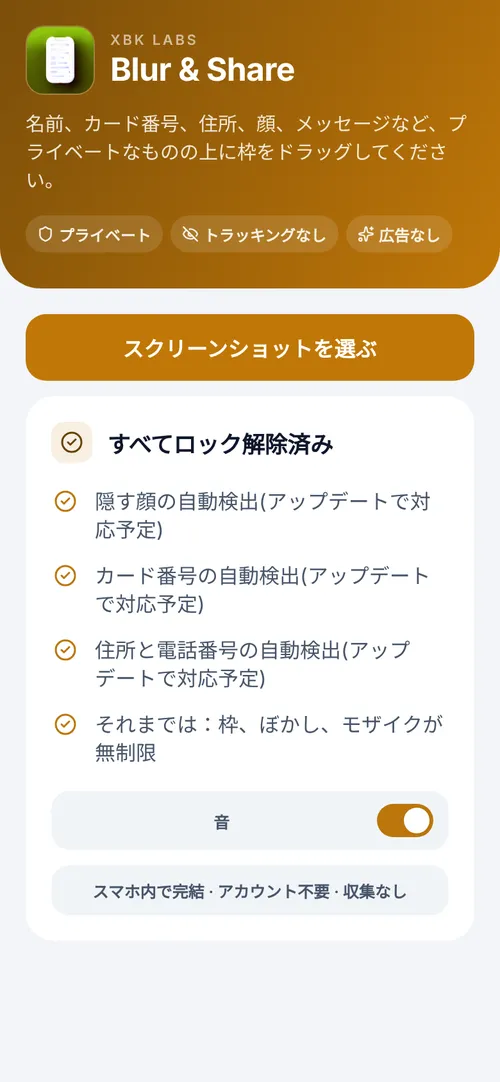 XBK LABS
Blur & Share
名前、カード番号、住所、顔、メッセージなど、プ
ライベートなものの上に枠をドラッグしてくださ
い。
プライベート
トラッキングなし
広告なし
スクリーンショットを選ぶ
すべてロック解除済み
隠す顔の自動検出(アップデートで対
応予定)
カード番号の自動検出(アップデート
で対応予定)
住所と電話番号の自動検出(アップ
デートで対応予定)
それまでは：枠、ぼかし、モザイクが
無制限
音
スマホ内で完結 · アカウント不要 · 収集なし